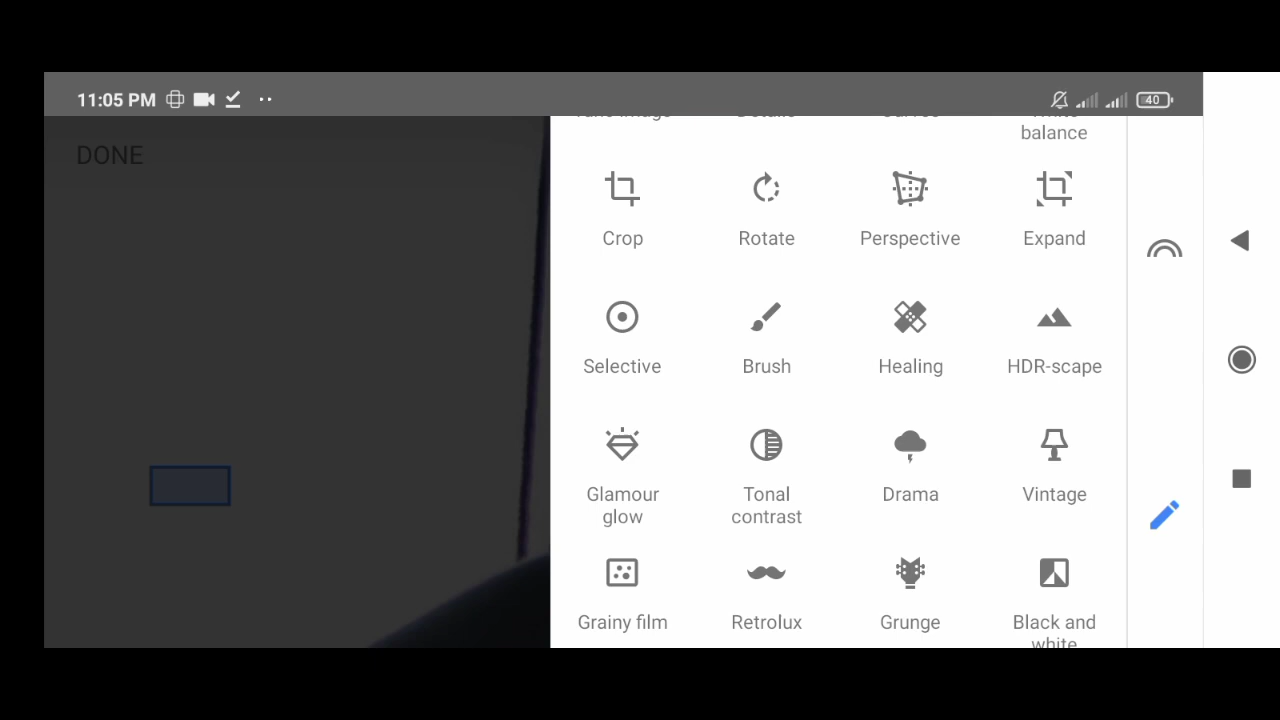 11:05 PM
40
DONE
balance
Crop
Rotate
Perspective
Expand
Selective
Brush
Healing
HDR-scape
Glamour
glow
Tonal
contrast
Drama
Vintage
Grainy film
Retrolux
Grunge
Black and
white